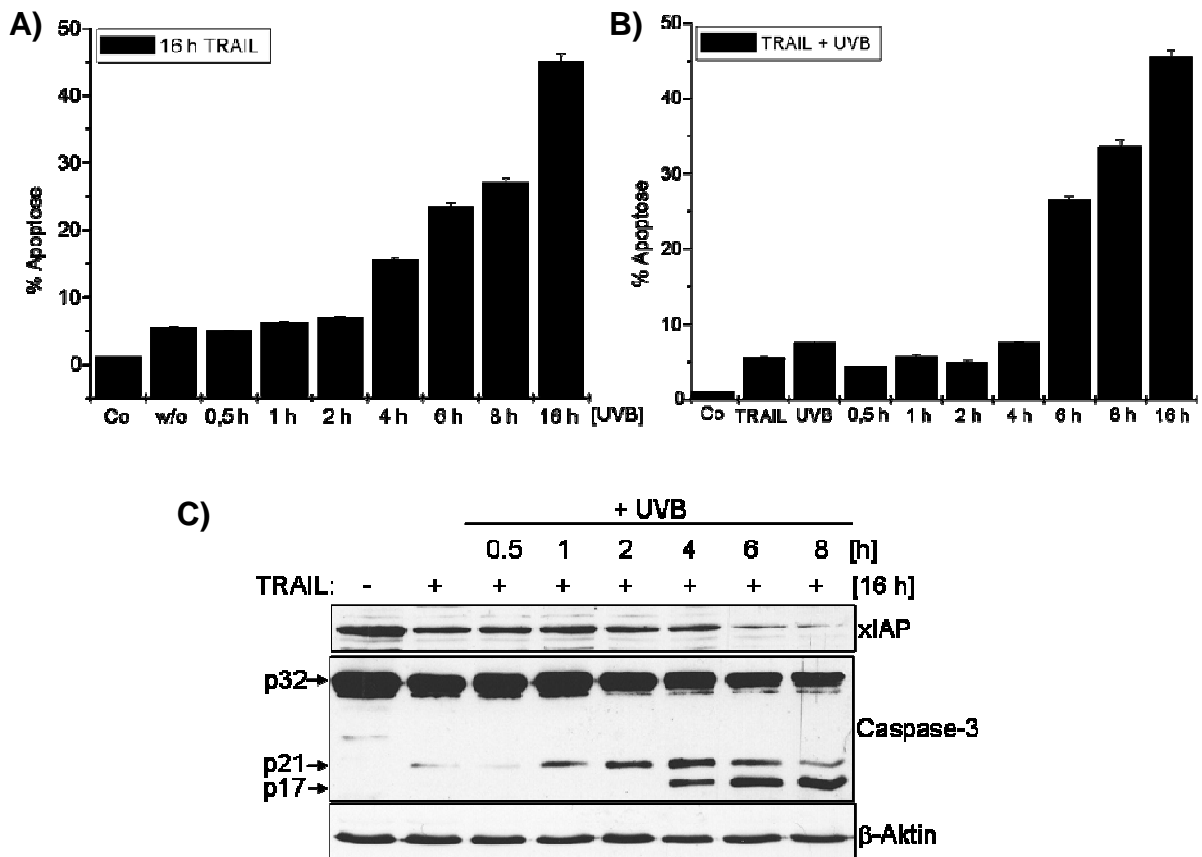 A)
16 h TRAIL
% Apoptose
50
40
30
20
10
0
Co w/o 0,5 h 1 h 2 h 4 h 6 h 8 h 16 h [UVB]
B)
TRAIL + UVB
% Apoptose
50
40
30
20
10
0
Co TRAIL UVB 0,5 h 1 h 2 h 4 h 6 h 8 h 16 h
C)
+ UVB
0.5 1 2 4 6 8 [h]
TRAIL: - + + + + + + + [16 h]
xIAP
p32
Caspase-3
p21
p17
β-Aktin